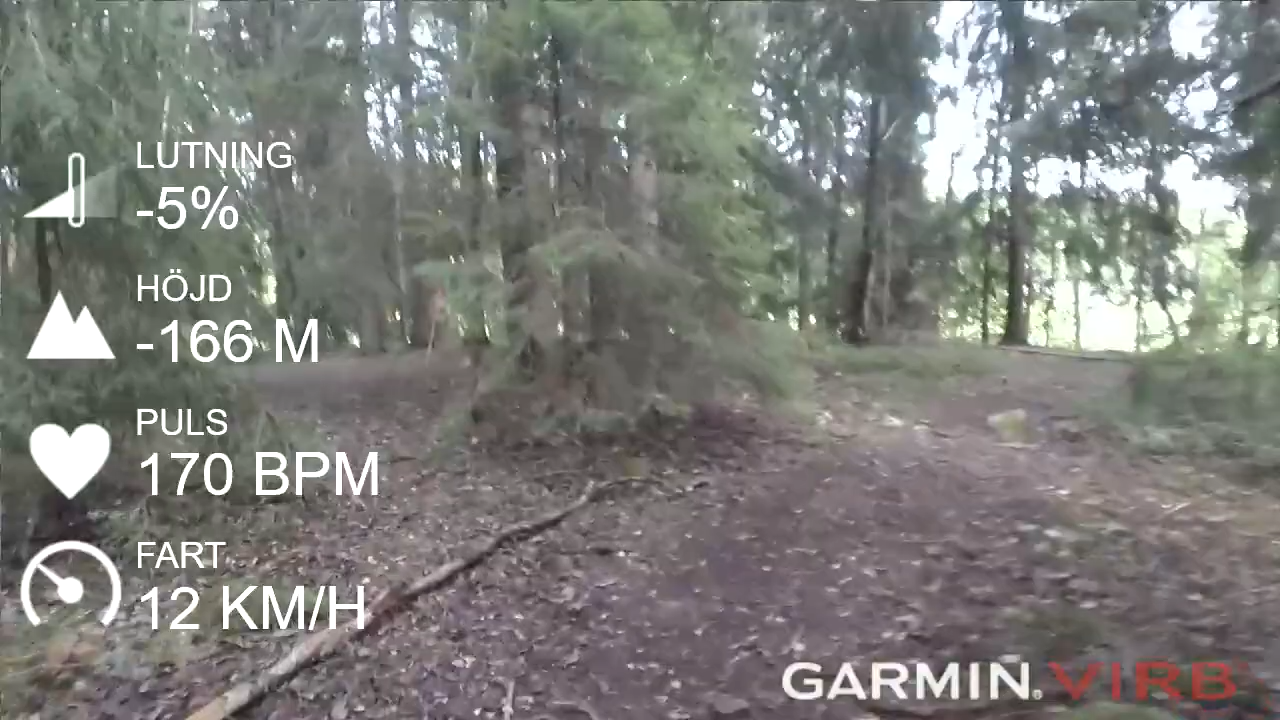 LUTNING
-5%
HÖJD
-166 M
PULS
170 BPM
FART
12 KM/H
GARMIN. VIRB